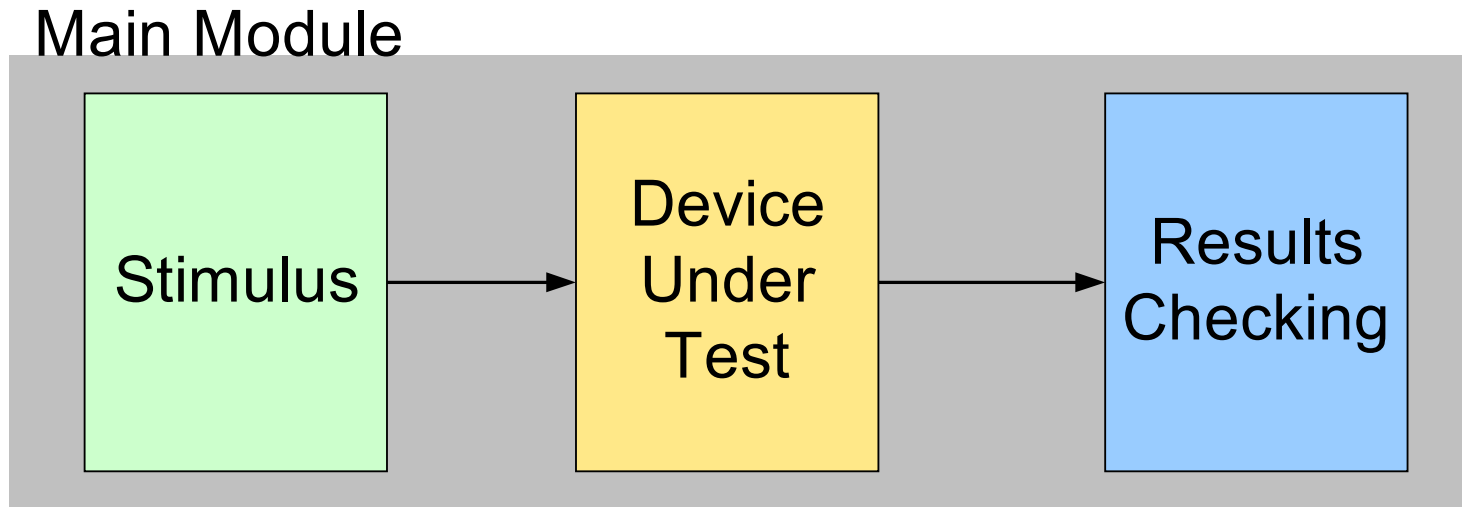 Main Module
Stimulus
Device
Under
Test
Results
Checking